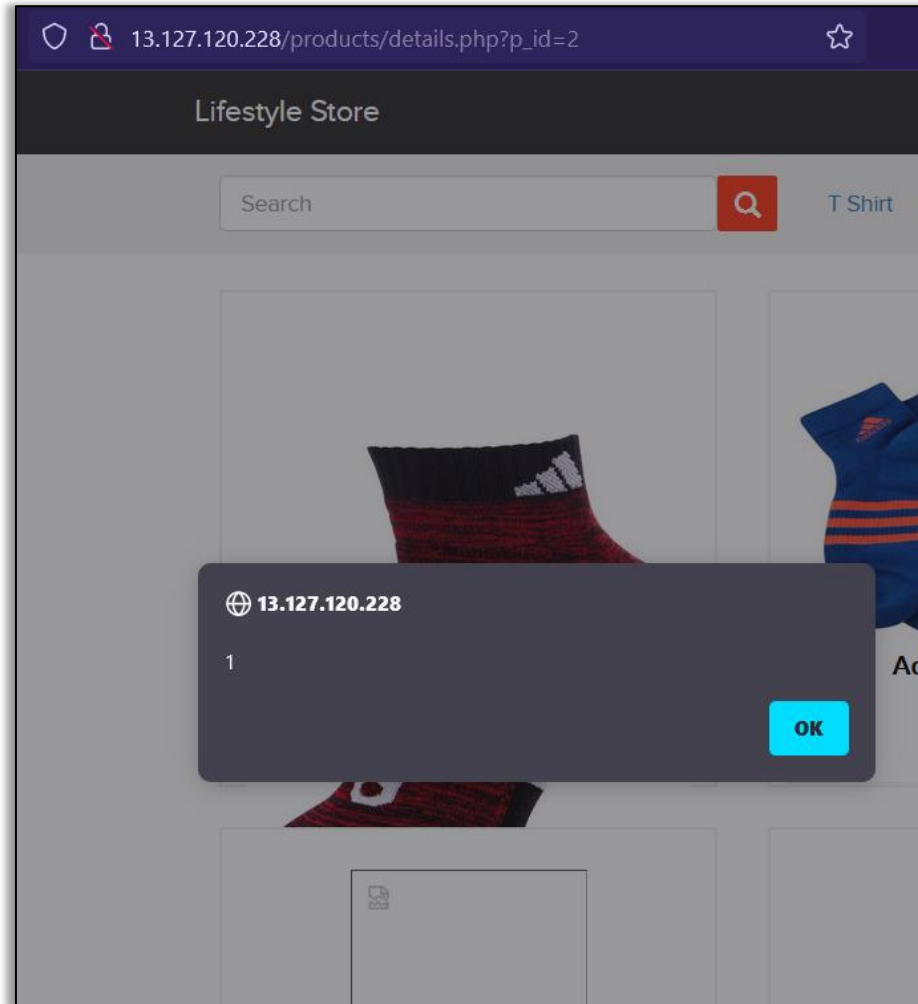 13.127.120.228/products/details.php?p_id=2
Lifestyle Store
Search
T Shirt
13.127.120.228
1
OK